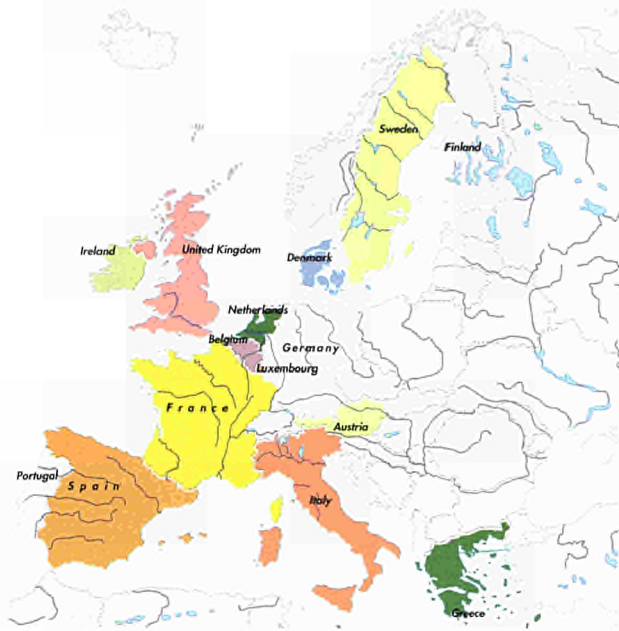 Sweden
Finland
Ireland
United Kingdom
Denmark
Netherlands
Belgium
Germany
Luxembourg
France
Austria
Portugal
Spain
Italy
Greece